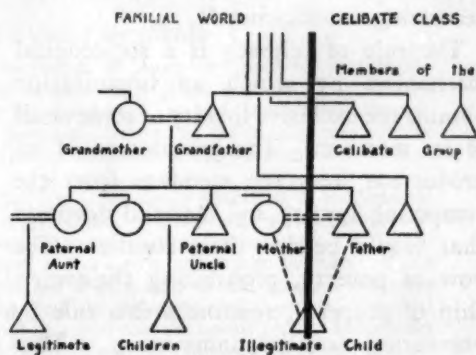 FAMILIAL WORLD CELIBATE CLASS
Members of the
Grandmother Grandfather Celibate Group
Paternal Aunt Paternal Uncle Mother Father
Legitimate Children Illegitimate Child